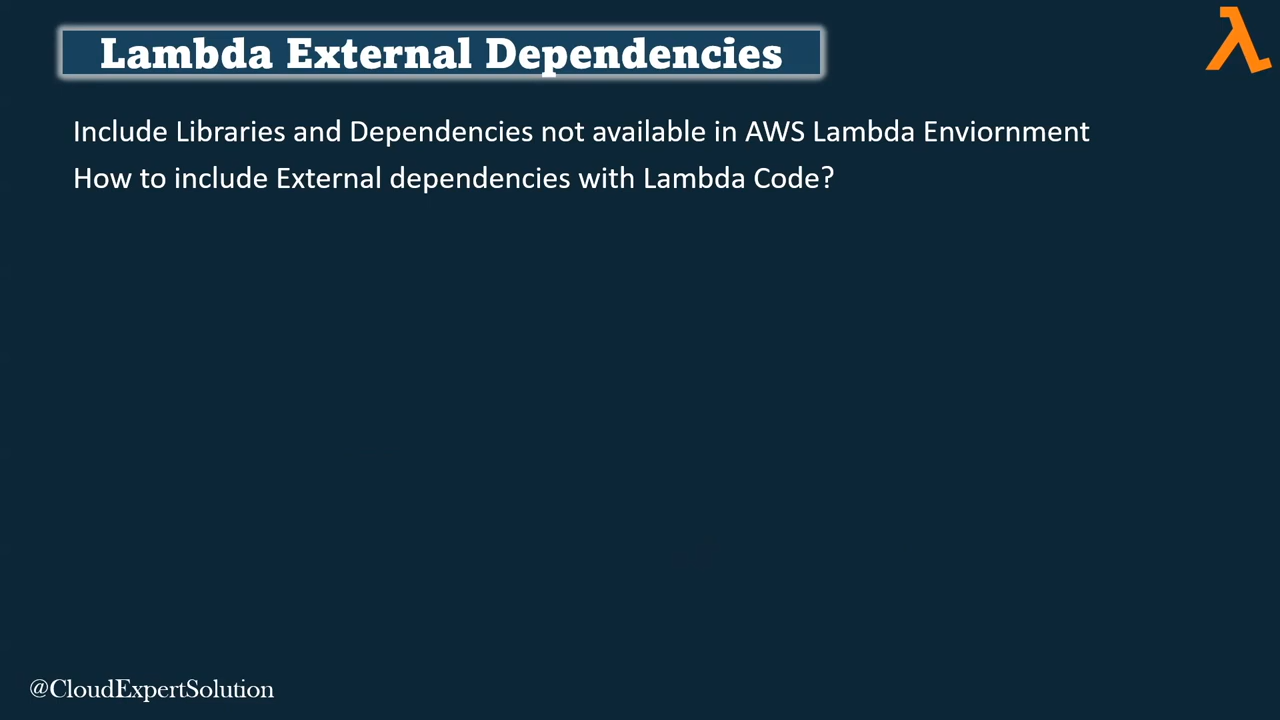 Lambda External Dependencies
Include Libraries and Dependencies not available in AWS Lambda Enviornment
How to include External dependencies with Lambda Code?
@CloudExpertSolution